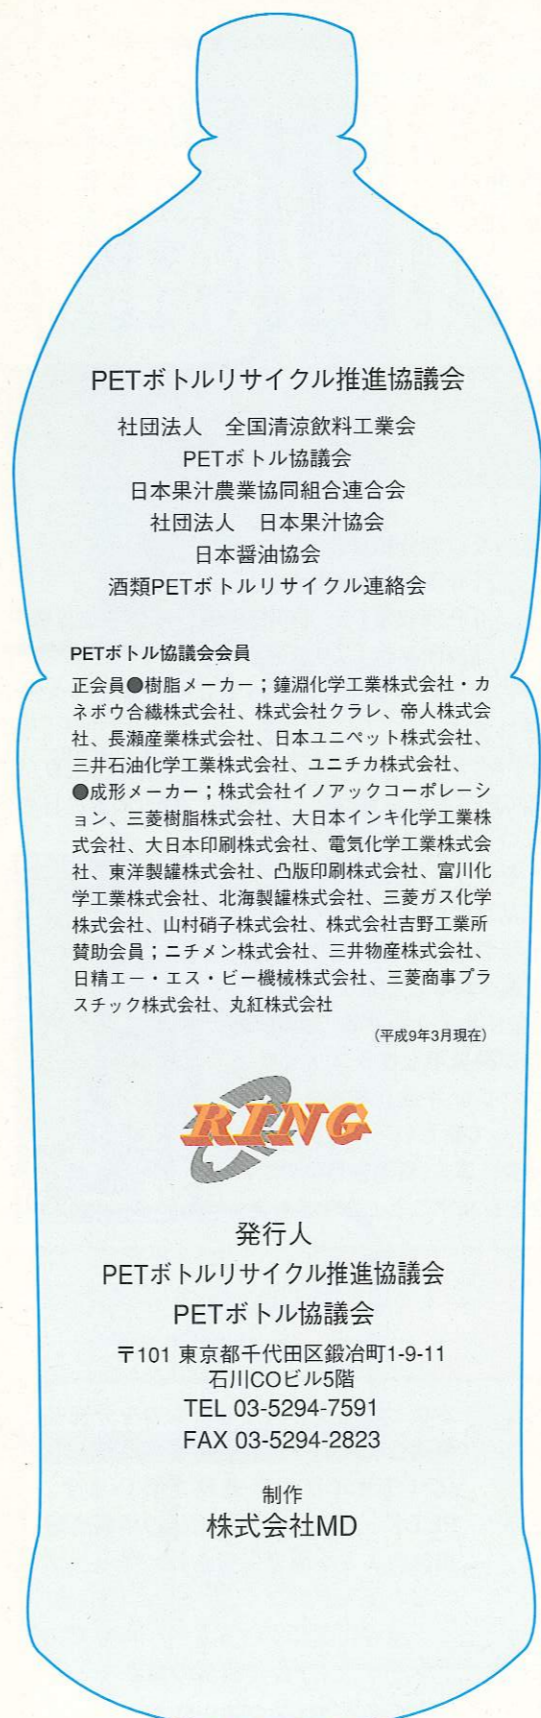 PETボトルリサイクル推進協議会
社団法人　全国清涼飲料工業会
PETボトル協議会
日本果汁農業協同組合連合会
社団法人　日本果汁協会
日本醤油協会
酒類PETボトルリサイクル連絡会
PETボトル協議会会員
正会員●樹脂メーカー；鐘淵化学工業株式会社・カ
ネボウ合繊株式会社、株式会社クラレ、帝人株式会
社、長瀬産業株式会社、日本ユニペット株式会社、
三井石油化学工業株式会社、ユニチカ株式会社、
●成形メーカー；株式会社イノアックコーポレーシ
ョン、三菱樹脂株式会社、大日本インキ化学工業株
式会社、大日本印刷株式会社、電気化学工業株式会
社、東洋製罐株式会社、凸版印刷株式会社、富川化
学工業株式会社、北海製罐株式会社、三菱ガス化学
株式会社、山村硝子株式会社、株式会社吉野工業所
賛助会員；ニチメン株式会社、三井物産株式会社、
日精エー・エス・ビー機械株式会社、三菱商事プラ
スチック株式会社、丸紅株式会社
（平成9年3月現在）
RING
発行人
PETボトルリサイクル推進協議会
PETボトル協議会
〒101 東京都千代田区鍛冶町1-9-11
石川COビル5階
TEL 03-5294-7591
FAX 03-5294-2823
制作
株式会社MD